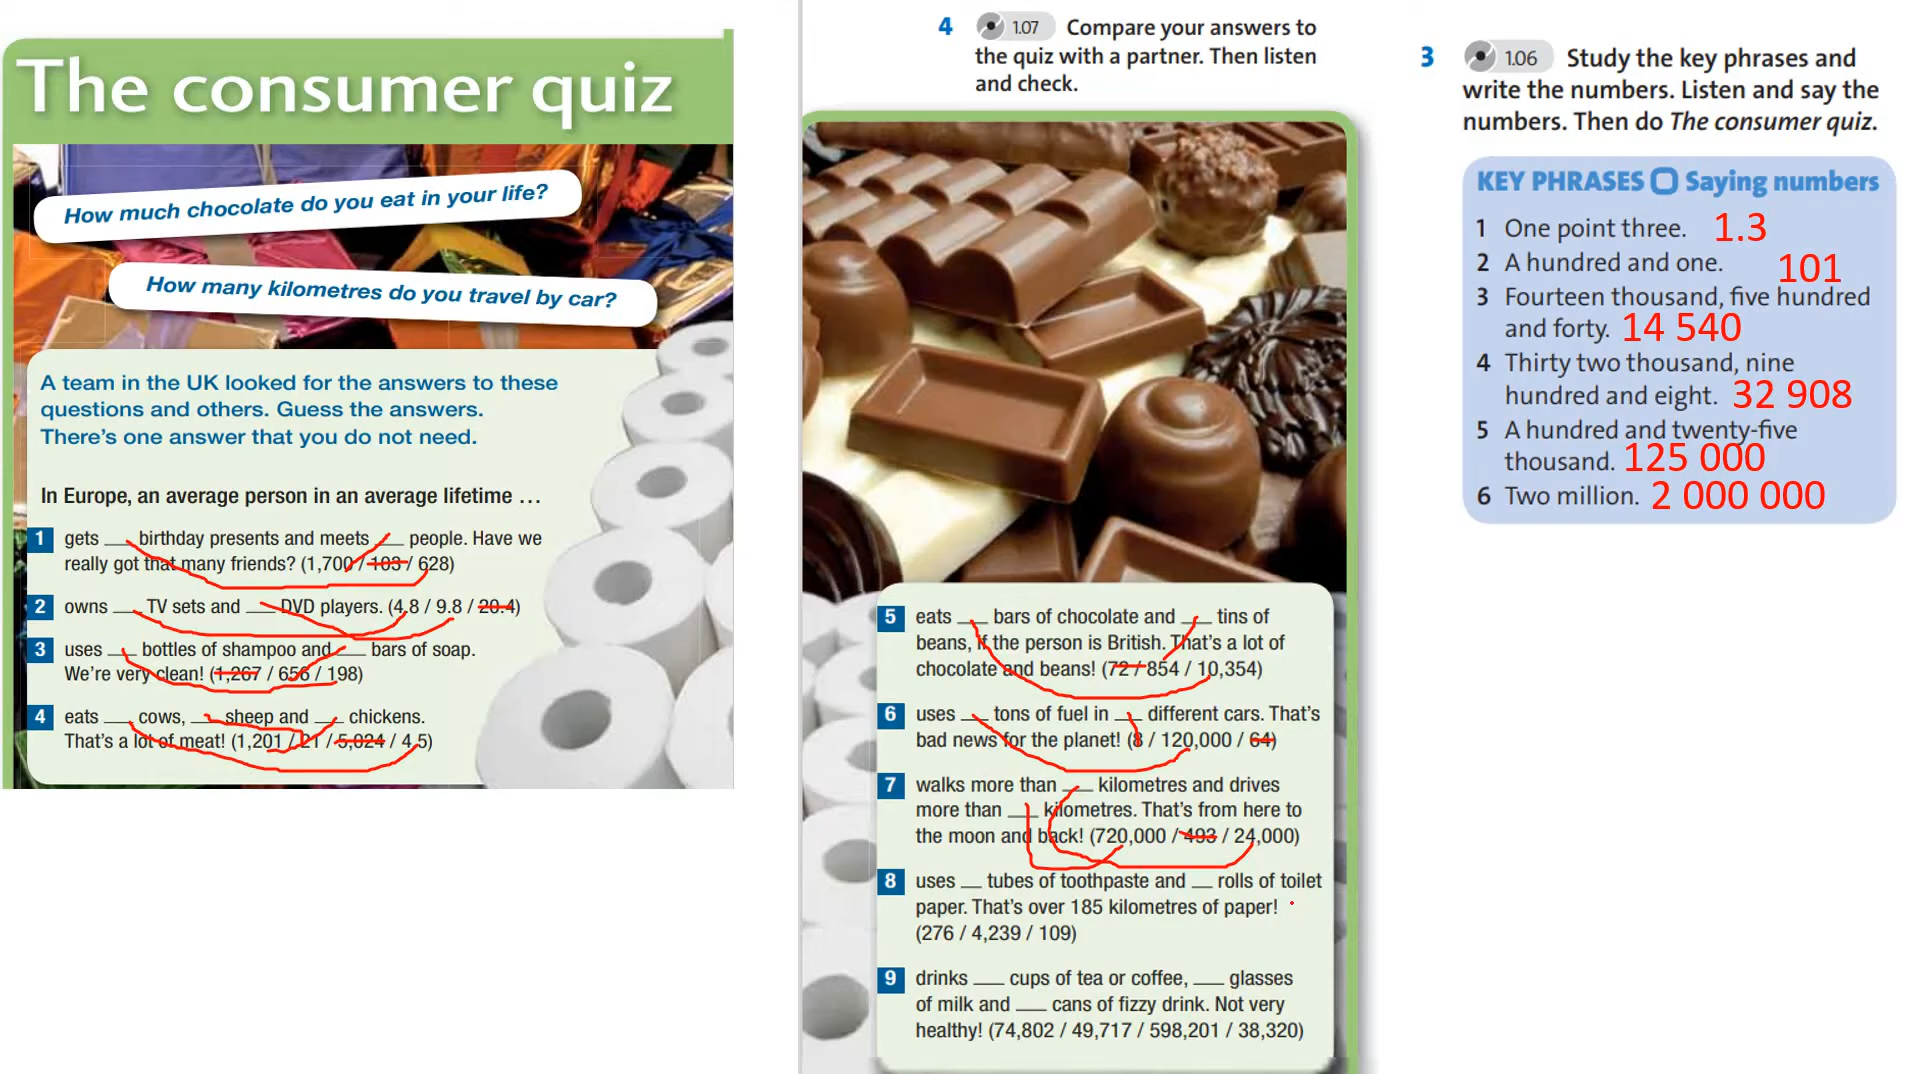 The consumer quiz
How much chocolate do you eat in your life?
How many kilometres do you travel by car?
A team in the UK looked for the answers to these
questions and others. Guess the answers.
There's one answer that you do not need.
In Europe, an average person in an average lifetime …
1 gets ___ birthday presents and meets ___ people. Have we
really got that many friends? (1,700 / 103 / 628)
2 owns ___ TV sets and ___ DVD players. (4.8 / 9.8 / 20.4)
3 uses ___ bottles of shampoo and ___ bars of soap.
We're very clean! (1,267 / 656 / 198)
4 eats ___ cows, ___ sheep and ___ chickens.
That's a lot of meat! (1,201 / 21 / 5,024 / 4.5)
4 1.07 Compare your answers to
the quiz with a partner. Then listen
and check.
5 eats ___ bars of chocolate and ___ tins of
beans, if the person is British. That's a lot of
chocolate and beans! (72 / 854 / 10,354)
6 uses ___ tons of fuel in ___ different cars. That's
bad news for the planet! (8 / 120,000 / 64)
7 walks more than ___ kilometres and drives
more than ___ kilometres. That's from here to
the moon and back! (720,000 / 493 / 24,000)
8 uses ___ tubes of toothpaste and ___ rolls of toilet
paper. That's over 185 kilometres of paper!
(276 / 4,239 / 109)
9 drinks ___ cups of tea or coffee, ___ glasses
of milk and ___ cans of fizzy drink. Not very
healthy! (74,802 / 49,717 / 598,201 / 38,320)
3 1.06 Study the key phrases and
write the numbers. Listen and say the
numbers. Then do The consumer quiz.
KEY PHRASES Saying numbers
1 One point three. 1.3
2 A hundred and one. 101
3 Fourteen thousand, five hundred
and forty. 14 540
4 Thirty two thousand, nine
hundred and eight. 32 908
5 A hundred and twenty-five
thousand. 125 000
6 Two million. 2 000 000